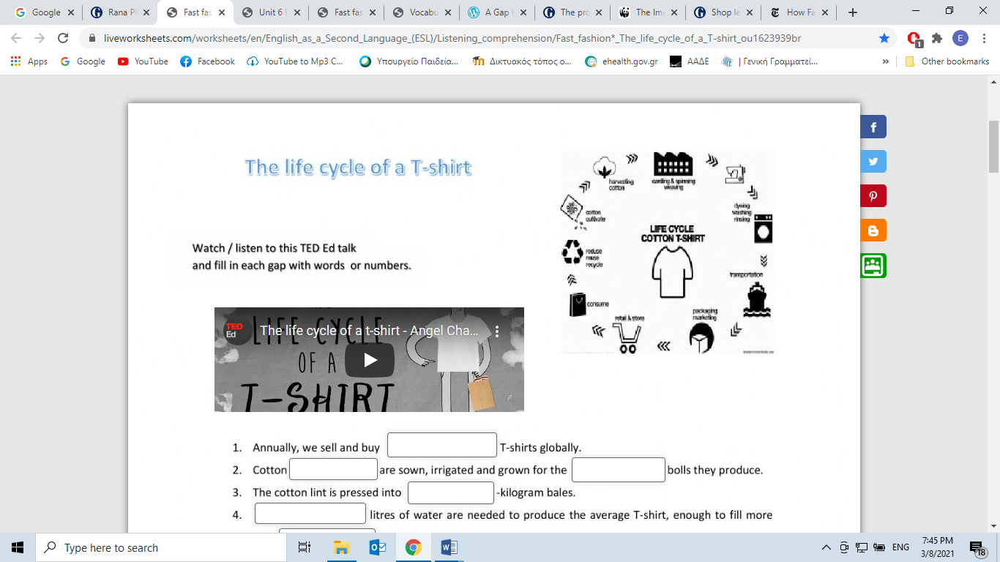 Google
Rana Pl
Fast fas
Unit 6 F
Fast fas
Vocabu
A Gap I
The pro
The Imp
Shop le
How Fa
liveworksheets.com/worksheets/en/English_as_a_Second_Language_(ESL)/Listening_comprehension/Fast_fashion*_The_life_cycle_of_a_T-shirt_ou1623939br
1
E
Apps
Google
YouTube
Facebook
YouTube to Mp3 C...
Υπουργείο Παιδεία...
Δικτυακός τόπος ο...
ehealth.gov.gr
ΑΑΔΕ
| Γενική Γραμματεί...
»
Other bookmarks
The life cycle of a T-shirt
harvesting
cotton
carding & spinning
weaving
dyeing
washing
rinsing
cotton
cultivate
LIFE CYCLE
COTTON T-SHIRT
reduse
reuse
recycle
transportation
consume
retail & store
packaging
marketing
Watch / listen to this TED Ed talk
and fill in each gap with words or numbers.
TED
Ed
The life cycle of a t-shirt - Angel Cha...
LIFE CYCLE
OF A
T-SHIRT
1. Annually, we sell and buy T-shirts globally.
2. Cotton are sown, irrigated and grown for the bolls they produce.
3. The cotton lint is pressed into -kilogram bales.
4. litres of water are needed to produce the average T-shirt, enough to fill more
Type here to search
ENG
7:45 PM
3/8/2021
18